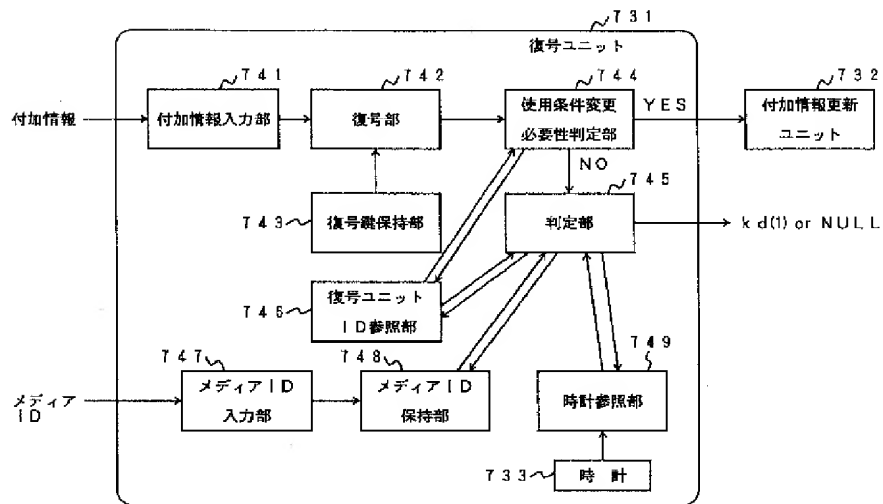 731
復号ユニット
741
742
744
732
付加情報
付加情報入力部
復号部
使用条件変更
必要性判定部
YES
付加情報更新
ユニット
NO
745
743
復号鍵保持部
判定部
kd(1) or NULL
746
復号ユニット
ID参照部
747
748
749
メディア
ID
メディアID
入力部
メディアID
保持部
時計参照部
733
時計